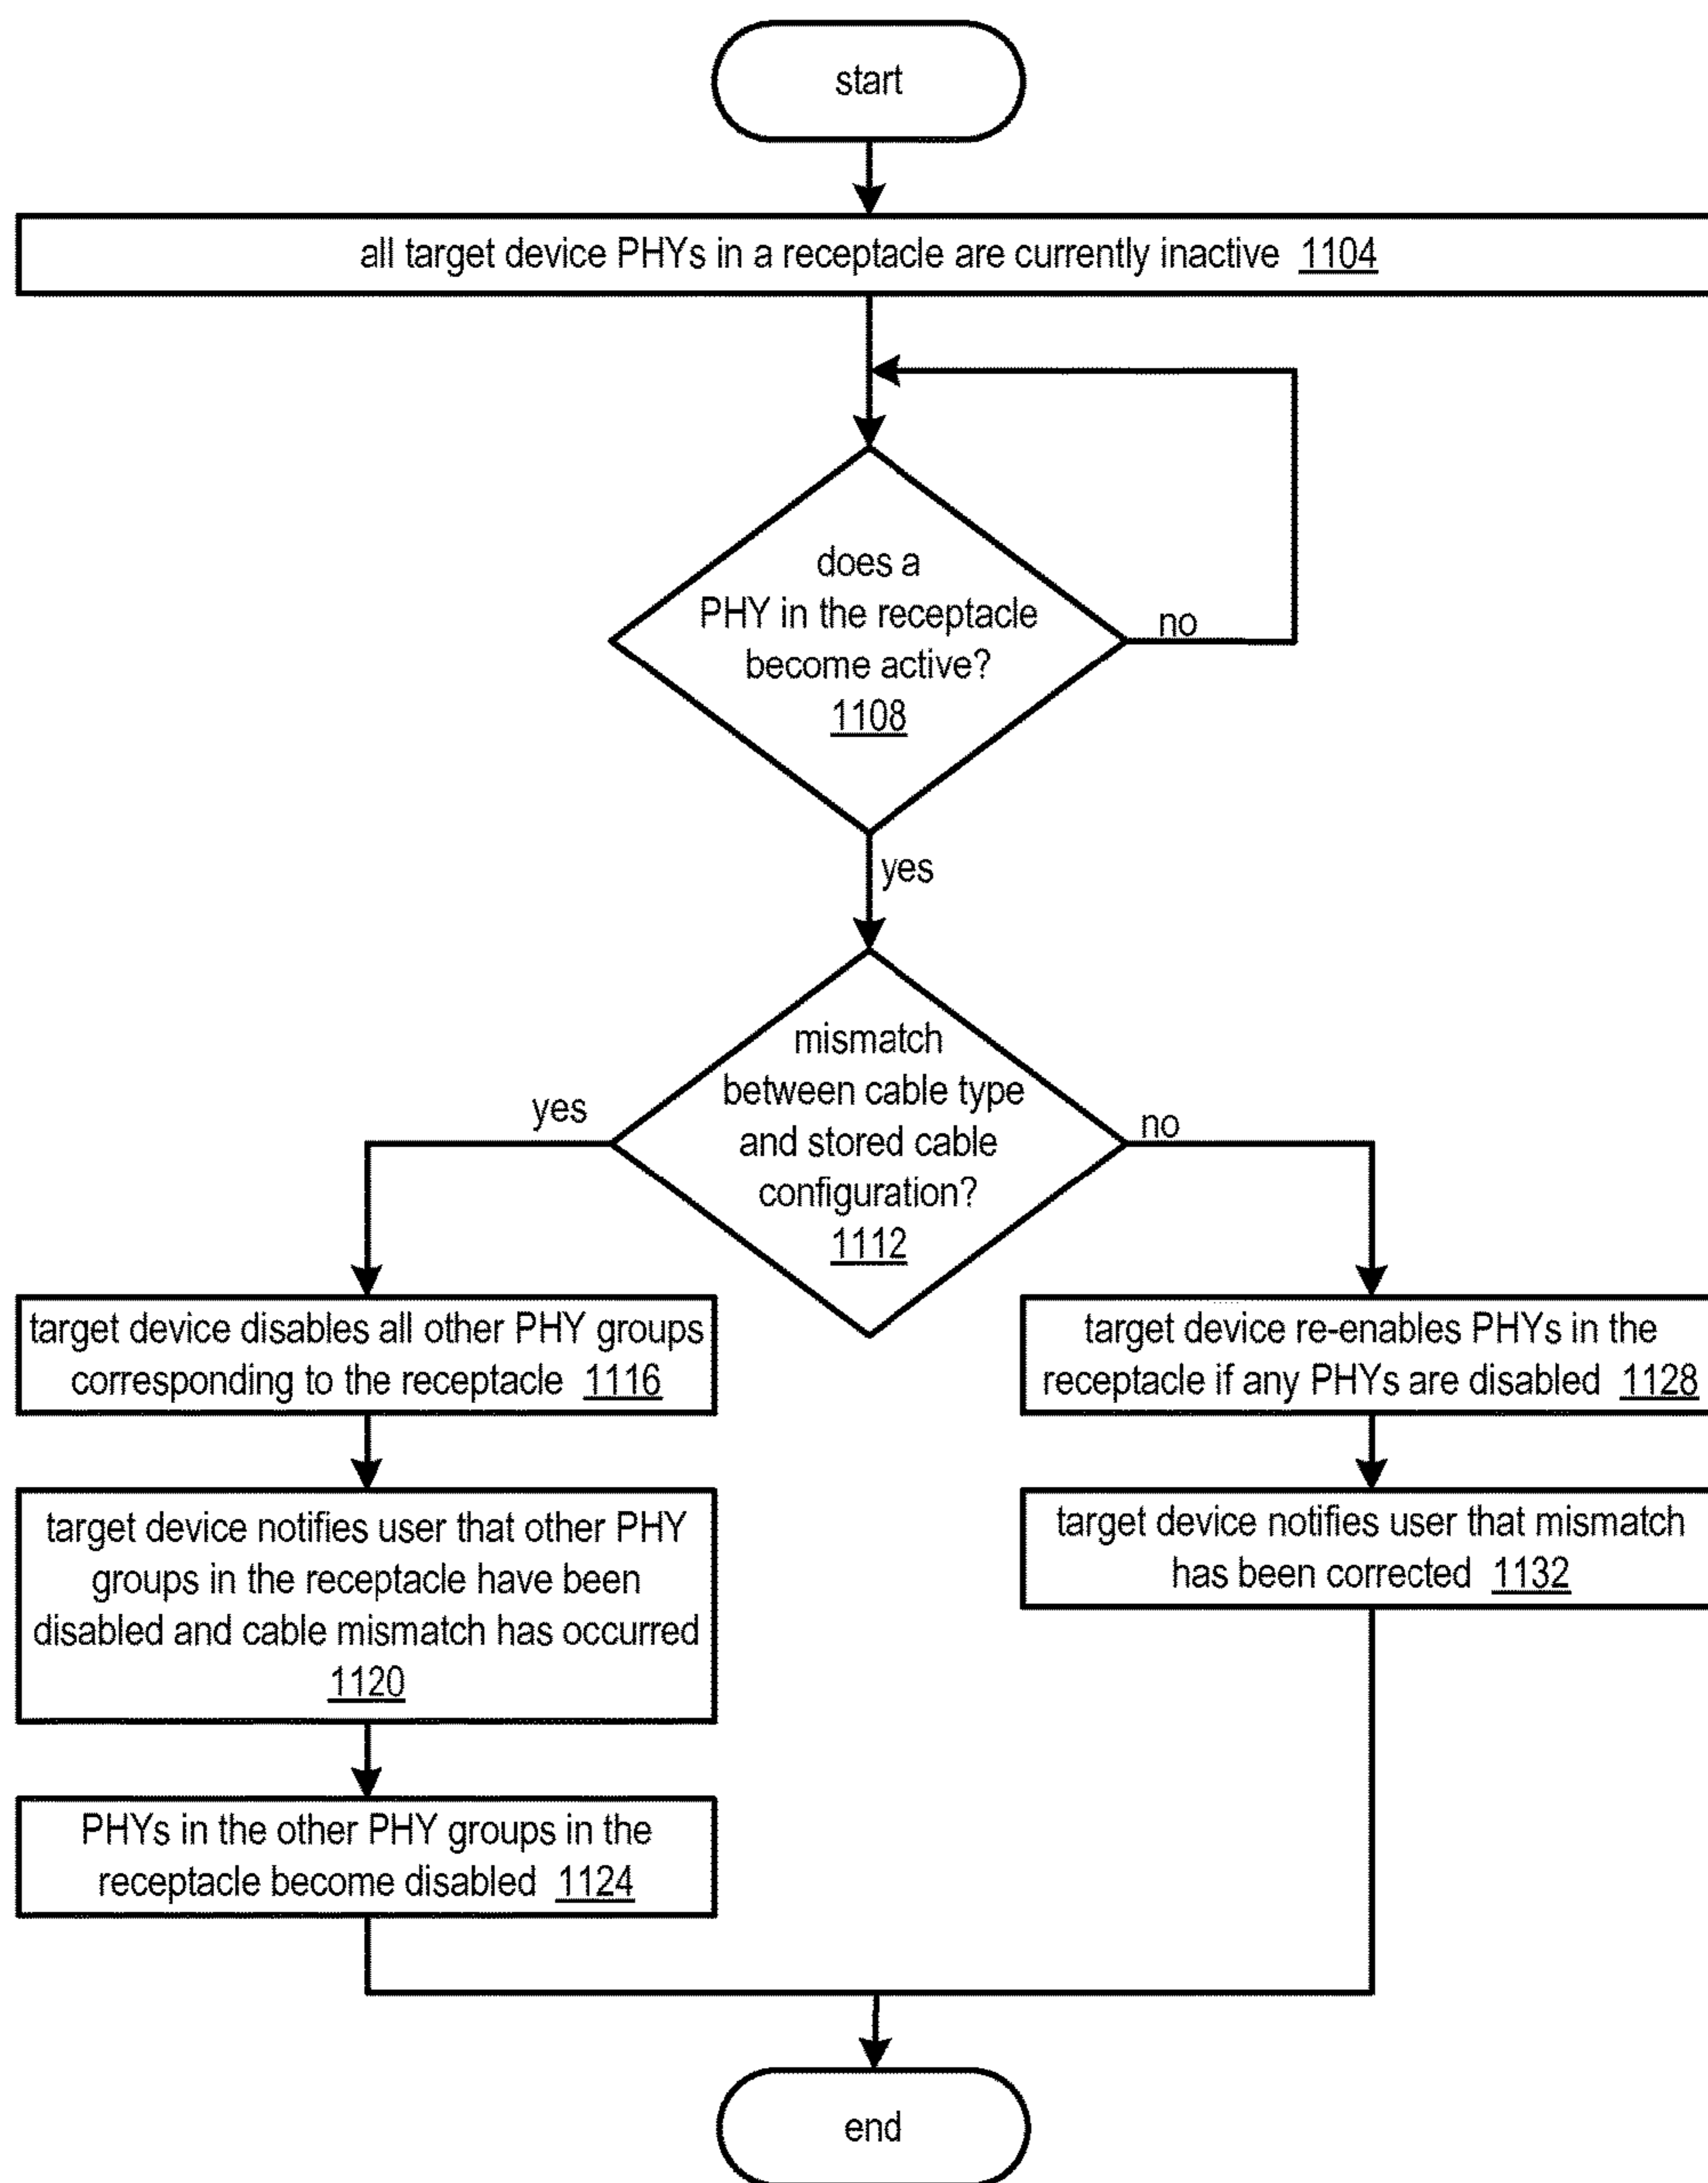 start
all target device PHYs in a receptacle are currently inactive 1104
does a
PHY in the receptacle
become active?
1108
no
yes
mismatch
between cable type
and stored cable
configuration?
1112
yes
no
target device disables all other PHY groups
corresponding to the receptacle 1116
target device re-enables PHYs in the
receptacle if any PHYs are disabled 1128
target device notifies user that other PHY
groups in the receptacle have been
disabled and cable mismatch has occurred
1120
target device notifies user that mismatch
has been corrected 1132
PHYs in the other PHY groups in the
receptacle become disabled 1124
end